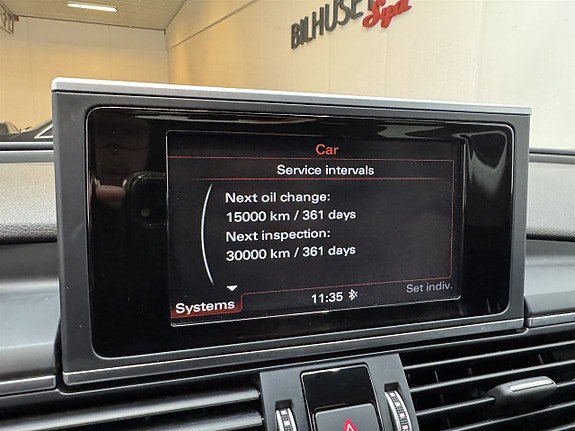 BILHUSET
Syd
Car
Service intervals
Next oil change:
15000 km / 361 days
Next inspection:
30000 km / 361 days
Set indiv.
Systems
11:35